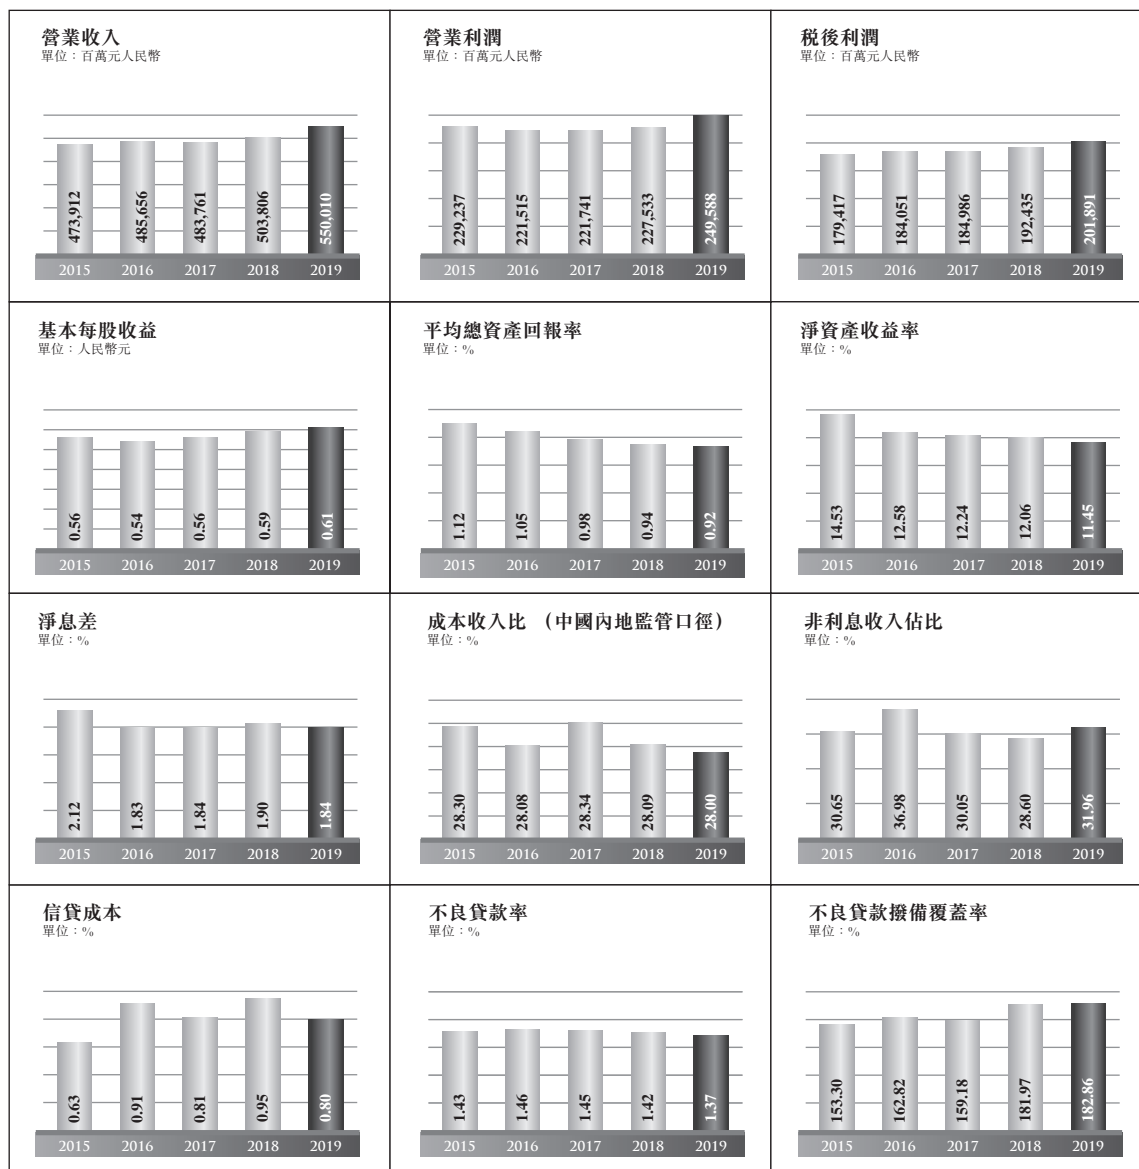 營業收入
單位：百萬元人民幣
473,912
485,656
483,761
503,806
550,010
2015 2016 2017 2018 2019
營業利潤
單位：百萬元人民幣
229,237
221,515
221,741
227,533
249,588
2015 2016 2017 2018 2019
稅後利潤
單位：百萬元人民幣
179,417
184,051
184,986
192,435
201,891
2015 2016 2017 2018 2019
基本每股收益
單位：人民幣元
0.56
0.54
0.56
0.59
0.61
2015 2016 2017 2018 2019
平均總資產回報率
單位：%
1.12
1.05
0.98
0.94
0.92
2015 2016 2017 2018 2019
淨資產收益率
單位：%
14.53
12.58
12.24
12.06
11.45
2015 2016 2017 2018 2019
淨息差
單位：%
2.12
1.83
1.84
1.90
1.84
2015 2016 2017 2018 2019
成本收入比 （中國內地監管口徑）
單位：%
28.30
28.08
28.34
28.09
28.00
2015 2016 2017 2018 2019
非利息收入佔比
單位：%
30.65
36.98
30.05
28.60
31.96
2015 2016 2017 2018 2019
信貸成本
單位：%
0.63
0.91
0.81
0.95
0.80
2015 2016 2017 2018 2019
不良貸款率
單位：%
1.43
1.46
1.45
1.42
1.37
2015 2016 2017 2018 2019
不良貸款撥備覆蓋率
單位：%
153.30
162.82
159.18
181.97
182.86
2015 2016 2017 2018 2019